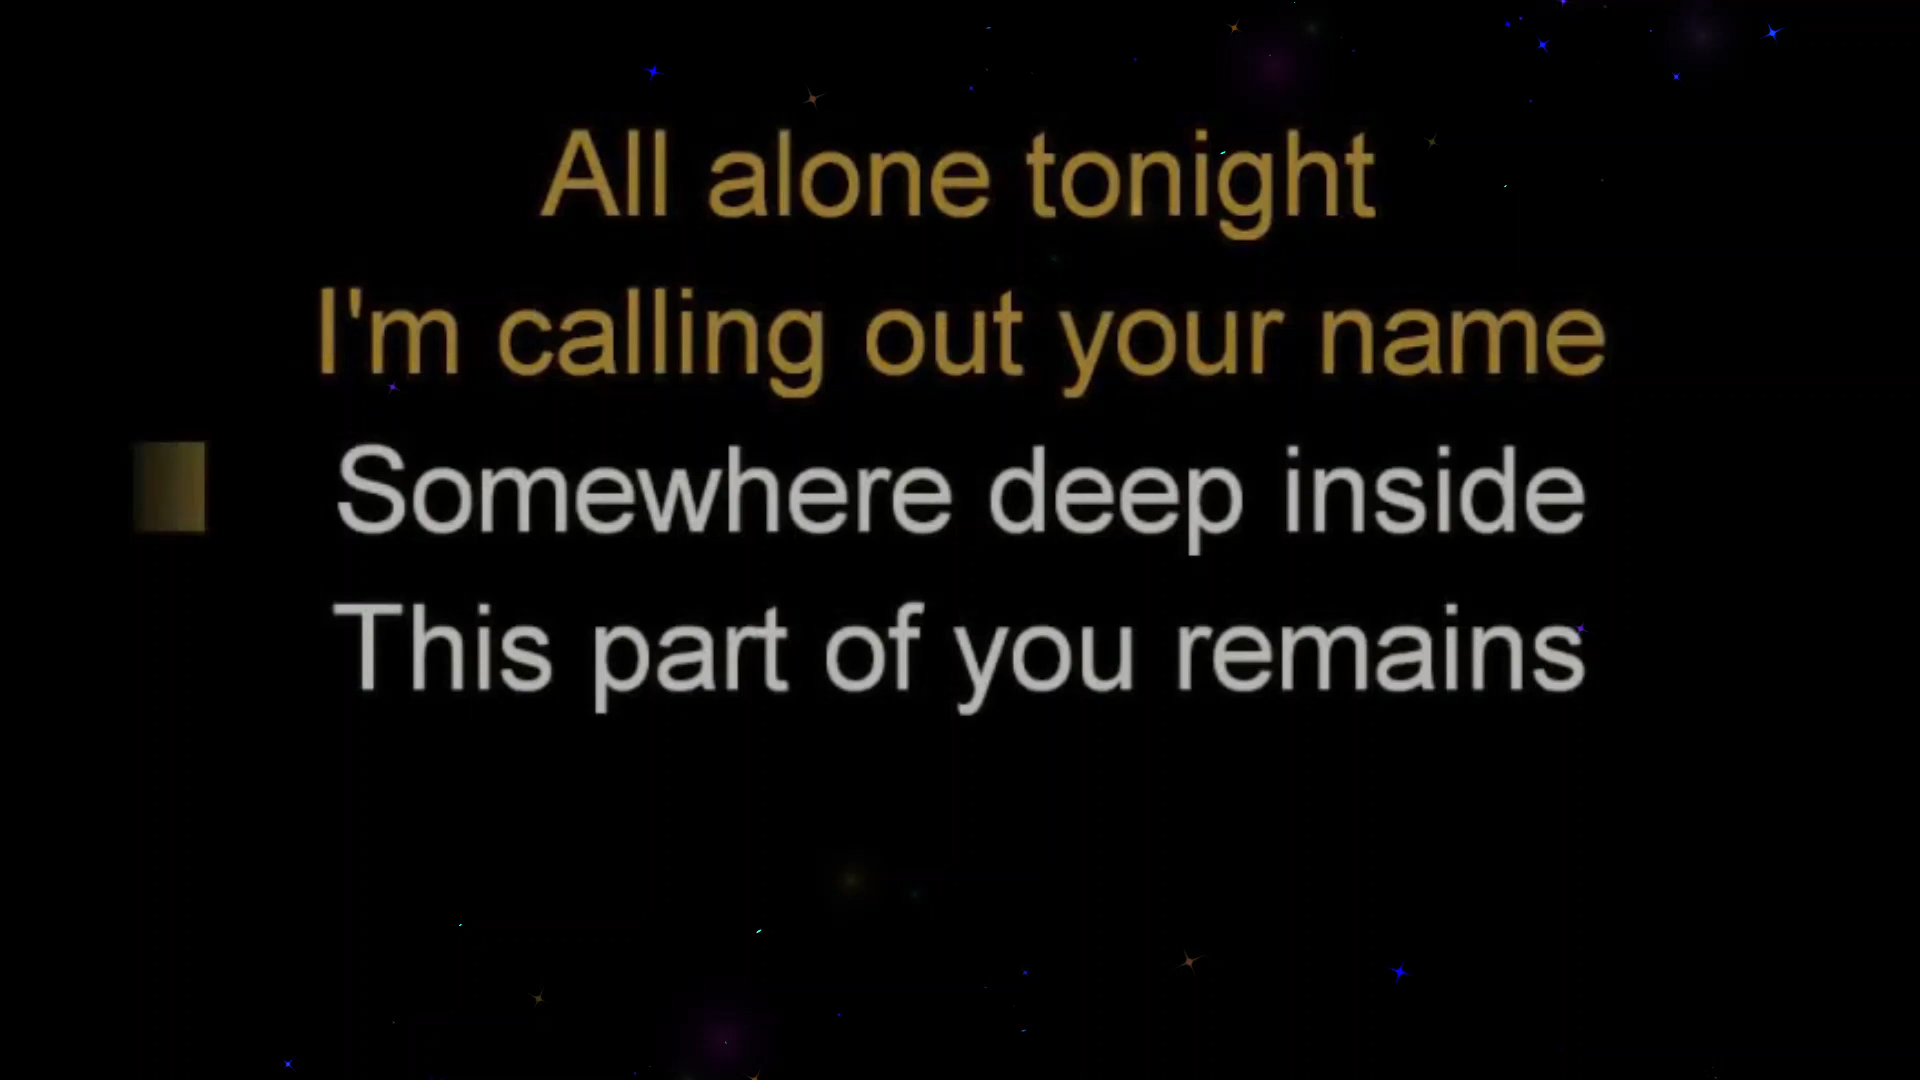 All alone tonight
I'm calling out your name
Somewhere deep inside
This part of you remains